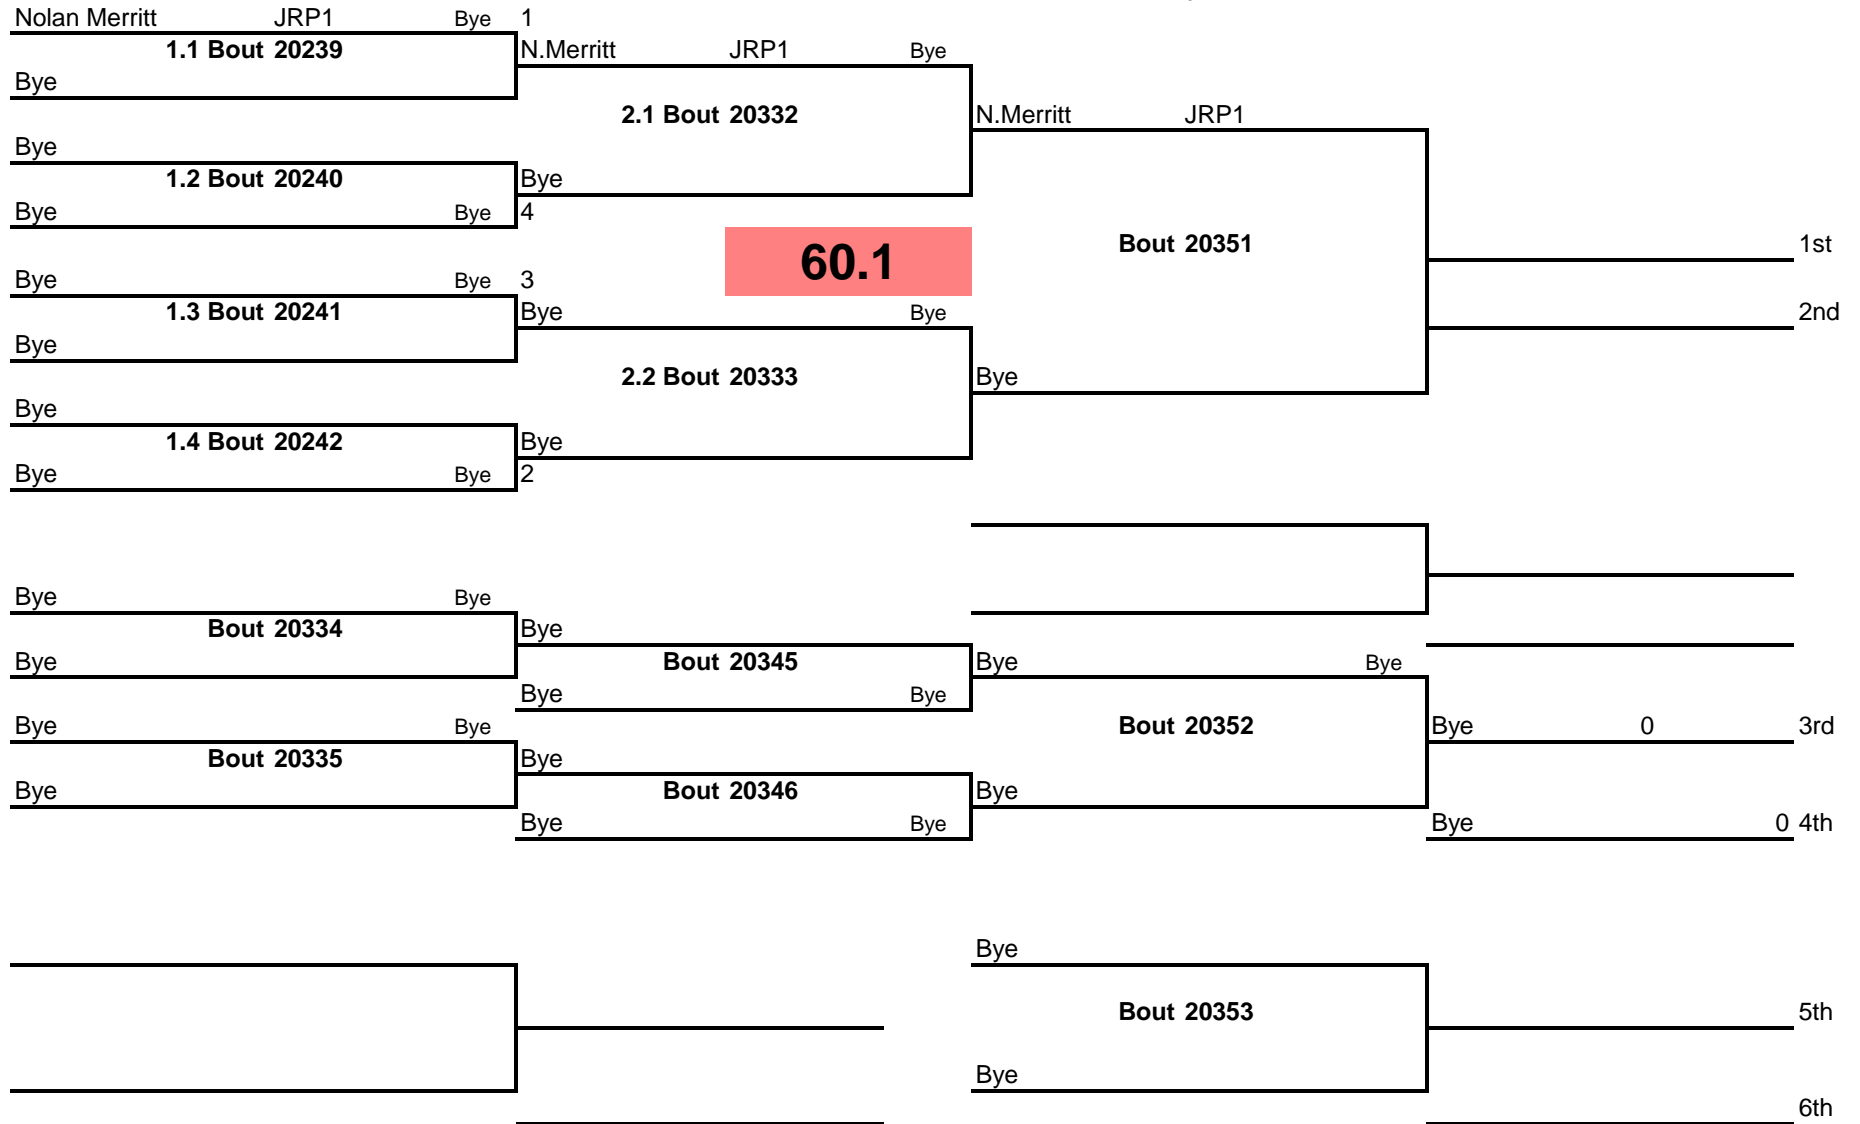 Nolan Merritt JRP1 Bye 1
1.1 Bout 20239 N.Merritt JRP1 Bye
Bye
2.1 Bout 20332 N.Merritt JRP1
Bye
1.2 Bout 20240 Bye
Bye Bye 4
60.1 Bout 20351 1st
Bye Bye 3
1.3 Bout 20241 Bye Bye 2nd
Bye
2.2 Bout 20333 Bye
Bye
1.4 Bout 20242 Bye
Bye Bye 2
Bye Bye
Bout 20334 Bye
Bye Bout 20345 Bye Bye
Bye Bye
Bye Bye Bout 20352 Bye 0 3rd
Bout 20335 Bye
Bye Bout 20346 Bye
Bye Bye Bye 0 4th
Bye
Bout 20353 5th
Bye
6th